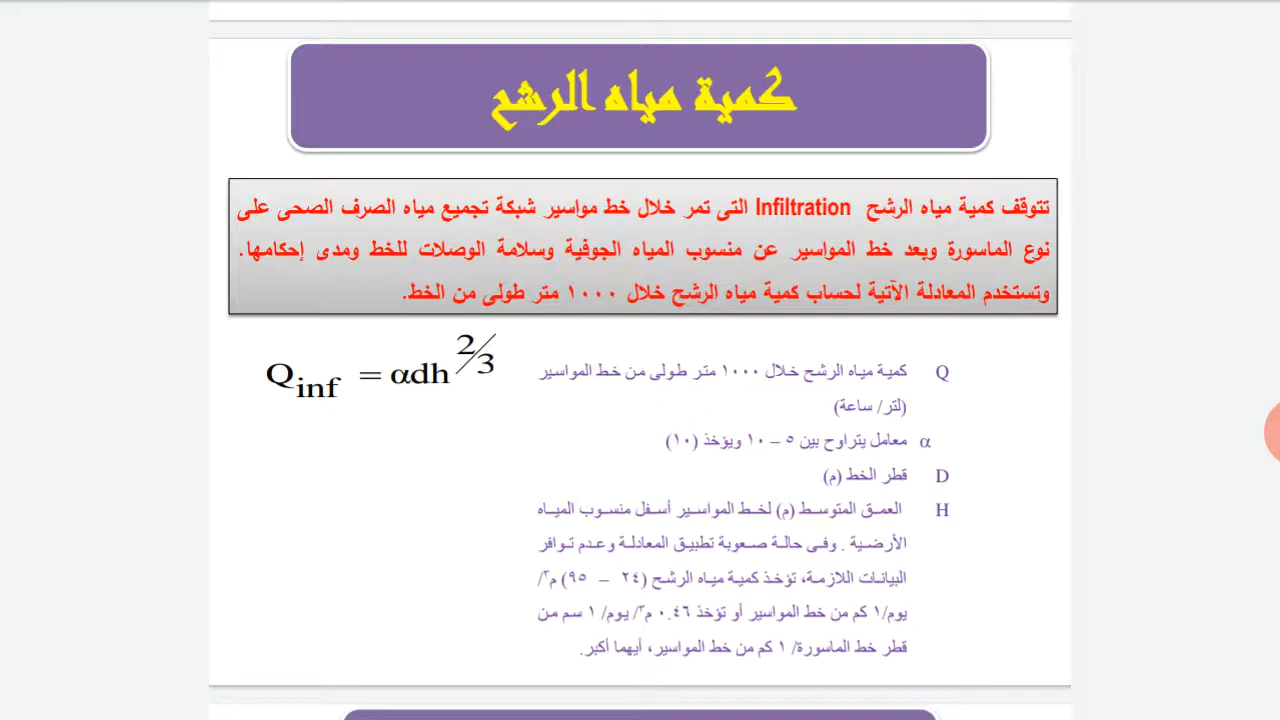 كمية مياه الرشح
تتوقف كمية مياه الرشح Infiltration التى تمر خلال خط مواسير شبكة تجميع مياه الصرف الصحى على
نوع الماسورة وبعد خط المواسير عن منسوب المياه الجوفية وسلامة الوصلات للخط ومدى إحكامها.
وتستخدم المعادلة الآتية لحساب كمية مياه الرشح خلال ١٠٠٠ متر طولى من الخط.
Q_inf = αdh^2/3
Q كمية مياه الرشح خلال ١٠٠٠ متر طولى من خط المواسير
(لتر/ ساعة)
α معامل يتراوح بين ٥ – ١٠ ويؤخذ (١٠)
D قطر الخط (م)
H العمق المتوسط (م) لخط المواسير أسفل منسوب المياه
الأرضية . وفى حالة صعوبة تطبيق المعادلة وعدم توافر
البيانات اللازمة، تؤخذ كمية مياه الرشح (٢٤ – ٩٥) م٣/
يوم/١ كم من خط المواسير أو تؤخذ ٠.٤٦ م٣/ يوم/ ١ سم من
قطر خط الماسورة/ ١ كم من خط المواسير، أيهما أكبر.